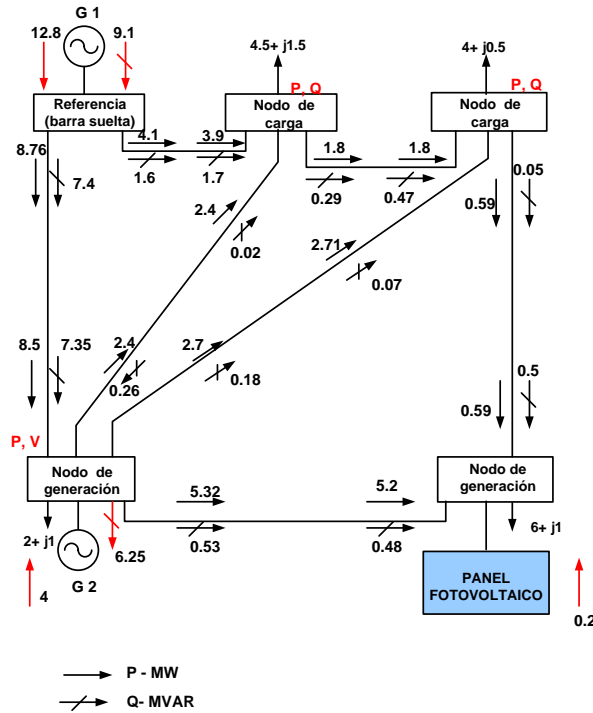 G 1
12.8
9.1
4.5+ j1.5
4+ j0.5
Referencia
(barra suelta)
P, Q
Nodo de
carga
P, Q
Nodo de
carga
4.1
3.9
1.6
1.7
1.8
1.8
0.29
0.47
8.76
7.4
2.4
0.02
2.71
0.07
0.05
0.59
8.5
7.35
2.4
0.26
2.7
0.18
0.5
0.59
P, V
Nodo de
generación
Nodo de
generación
5.32
5.2
0.53
0.48
2+ j1
6.25
G 2
4
6+ j1
PANEL
FOTOVOLTAICO
0.2
P - MW
Q- MVAR